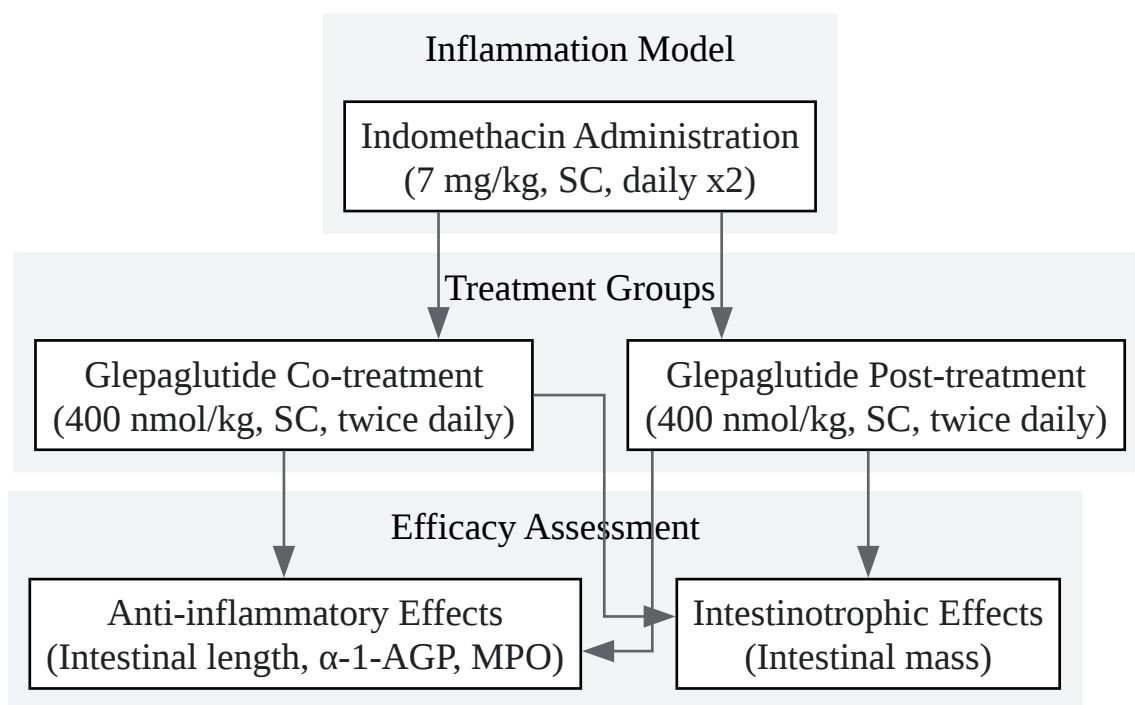 Inflammation Model
Indomethacin Administration
(7 mg/kg, SC, daily x2)
Treatment Groups
Glepaglutide Co-treatment
(400 nmol/kg, SC, twice daily)
Glepaglutide Post-treatment
(400 nmol/kg, SC, twice daily)
Efficacy Assessment
Anti-inflammatory Effects
(Intestinal length, α-1-AGP, MPO)
Intestinotrophic Effects
(Intestinal mass)